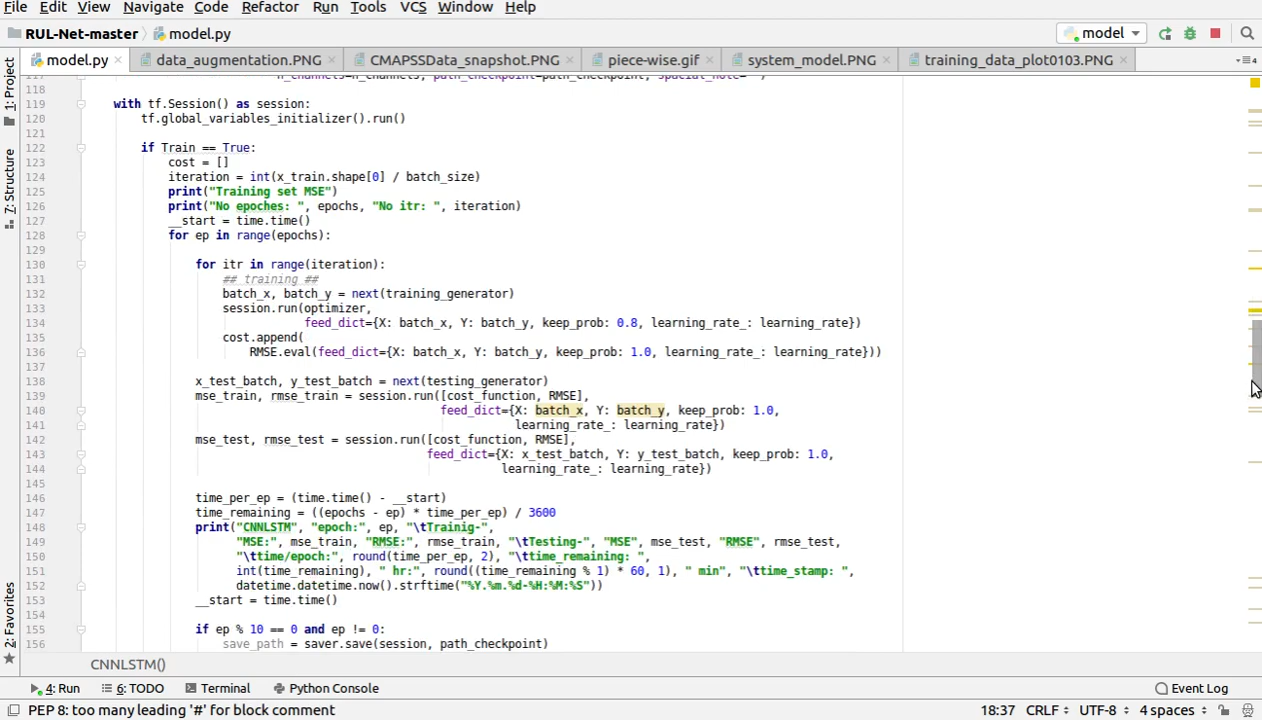 File Edit View Navigate Code Refactor Run Tools VCS Window Help
RUL-Net-master model.py model
model.py data_augmentation.PNG CMAPSSData_snapshot.PNG piece-wise.gif system_model.PNG training_data_plot0103.PNG
1: Project
7: Structure
2: Favorites
n_channels=n_channels, path_checkpoint=path_checkpoint, spacial_note=
118
119 with tf.Session() as session:
120 tf.global_variables_initializer().run()
121
122 if Train == True:
123 cost = []
124 iteration = int(x_train.shape[0] / batch_size)
125 print("Training set MSE")
126 print("No epoches: ", epochs, "No itr: ", iteration)
127 __start = time.time()
128 for ep in range(epochs):
129
130 for itr in range(iteration):
131 ## training ##
132 batch_x, batch_y = next(training_generator)
133 session.run(optimizer,
134 feed_dict={X: batch_x, Y: batch_y, keep_prob: 0.8, learning_rate_: learning_rate})
135 cost.append(
136 RMSE.eval(feed_dict={X: batch_x, Y: batch_y, keep_prob: 1.0, learning_rate_: learning_rate}))
137
138 x_test_batch, y_test_batch = next(testing_generator)
139 mse_train, rmse_train = session.run([cost_function, RMSE],
140 feed_dict={X: batch_x, Y: batch_y, keep_prob: 1.0,
141 learning_rate_: learning_rate})
142 mse_test, rmse_test = session.run([cost_function, RMSE],
143 feed_dict={X: x_test_batch, Y: y_test_batch, keep_prob: 1.0,
144 learning_rate_: learning_rate})
145
146 time_per_ep = (time.time() - __start)
147 time_remaining = ((epochs - ep) * time_per_ep) / 3600
148 print("CNNLSTM", "epoch:", ep, "\tTrainig-",
149 "MSE:", mse_train, "RMSE:", rmse_train, "\tTesting-", "MSE", mse_test, "RMSE", rmse_test,
150 "\ttime/epoch:", round(time_per_ep, 2), "\ttime_remaining: ",
151 int(time_remaining), " hr:", round((time_remaining % 1) * 60, 1), " min", "\ttime_stamp: ",
152 datetime.datetime.now().strftime("%Y.%m.%d-%H:%M:%S"))
153 __start = time.time()
154
155 if ep % 10 == 0 and ep != 0:
156 save_path = saver.save(session, path_checkpoint)
CNNLSTM()
4: Run 6: TODO Terminal Python Console Event Log
PEP 8: too many leading '#' for block comment 18:37 CRLF UTF-8 4 spaces